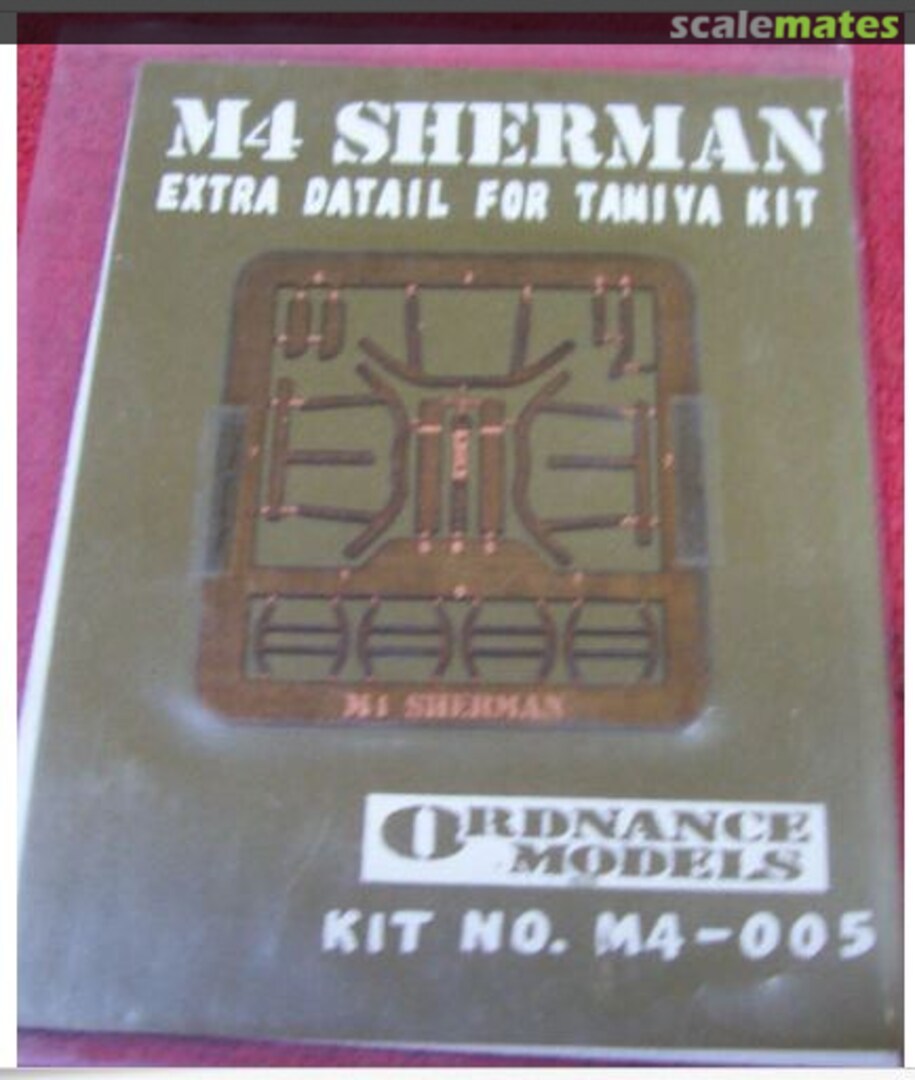 scalemates
M4 SHERMAN
EXTRA DATAIL FOR TAMIYA KIT
M4 SHERMAN
ORDNANCE
MODELS
KIT NO. M4-005